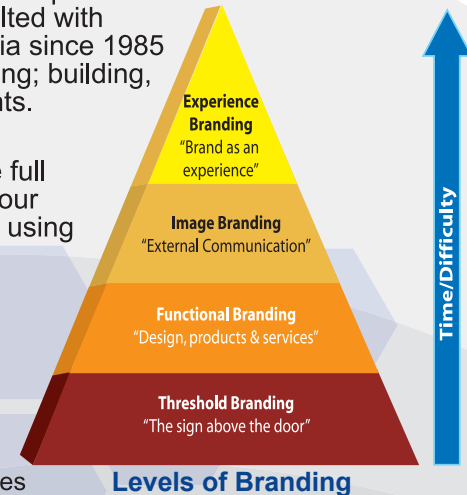 lted with
ia since 1985
ng; building,
nts.
full
our
using
Experience
Branding
“Brand as an
experience”
Image Branding
“External Communication”
Functional Branding
“Design, products & services”
Threshold Branding
“The sign above the door”
Time/Difficulty
es
Levels of Branding